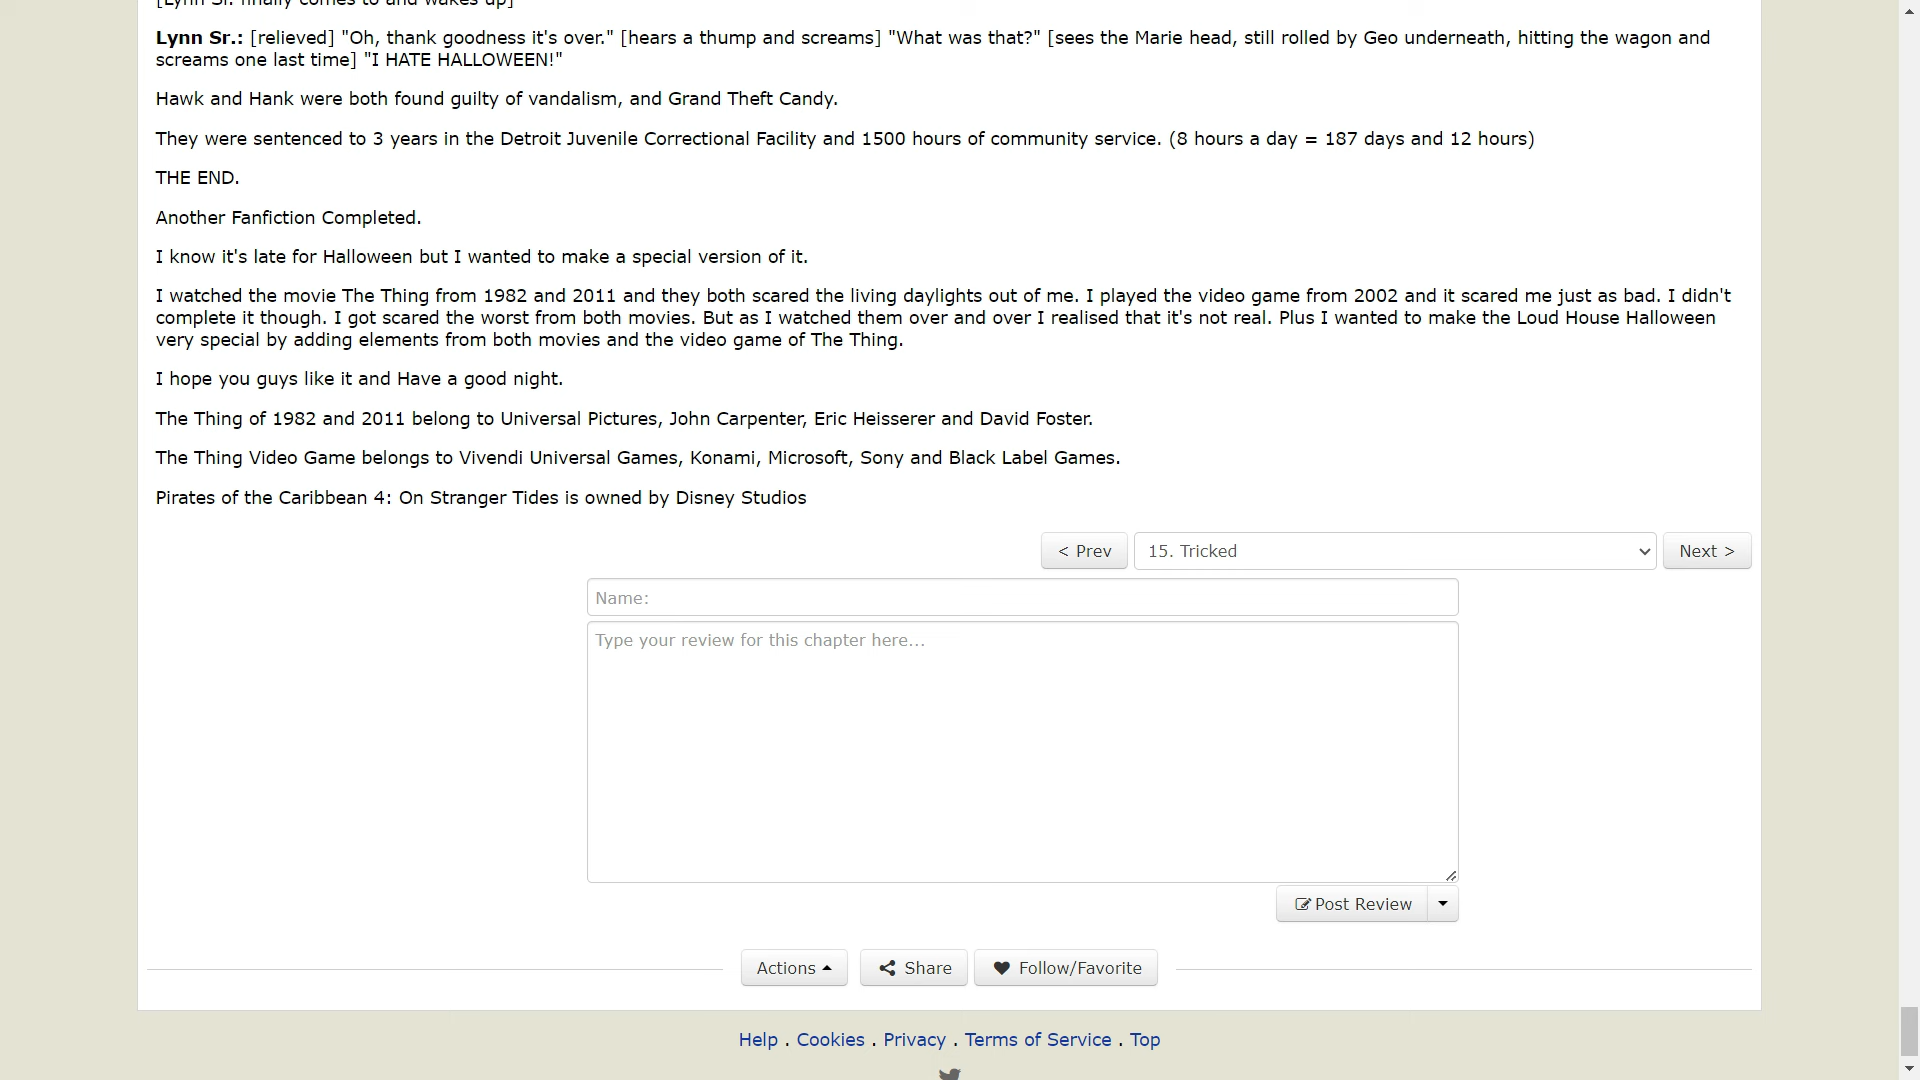 [Lynn Sr. finally comes to and wakes up]
Lynn Sr.: [relieved] "Oh, thank goodness it's over." [hears a thump and screams] "What was that?" [sees the Marie head, still rolled by Geo underneath, hitting the wagon and
screams one last time] "I HATE HALLOWEEN!"
Hawk and Hank were both found guilty of vandalism, and Grand Theft Candy.
They were sentenced to 3 years in the Detroit Juvenile Correctional Facility and 1500 hours of community service. (8 hours a day = 187 days and 12 hours)
THE END.
Another Fanfiction Completed.
I know it's late for Halloween but I wanted to make a special version of it.
I watched the movie The Thing from 1982 and 2011 and they both scared the living daylights out of me. I played the video game from 2002 and it scared me just as bad. I didn't
complete it though. I got scared the worst from both movies. But as I watched them over and over I realised that it's not real. Plus I wanted to make the Loud House Halloween
very special by adding elements from both movies and the video game of The Thing.
I hope you guys like it and Have a good night.
The Thing of 1982 and 2011 belong to Universal Pictures, John Carpenter, Eric Heisserer and David Foster.
The Thing Video Game belongs to Vivendi Universal Games, Konami, Microsoft, Sony and Black Label Games.
Pirates of the Caribbean 4: On Stranger Tides is owned by Disney Studios
< Prev 15. Tricked Next >
Name:
Type your review for this chapter here...
Post Review
Actions Share Follow/Favorite
Help . Cookies . Privacy . Terms of Service . Top